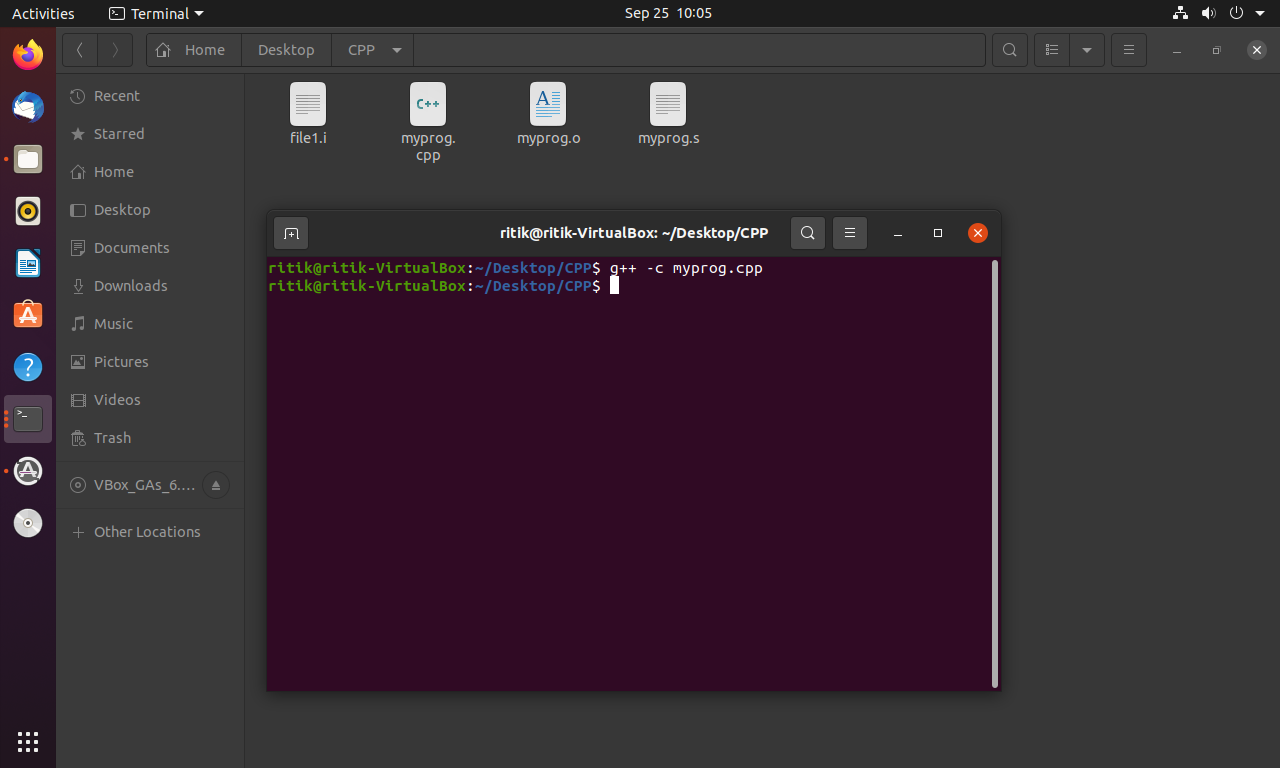 Activities Terminal Sep 25 10:05
Home Desktop CPP
Recent
Starred
Home
Desktop
Documents
Downloads
Music
Pictures
Videos
Trash
VBox_GAs_6.…
Other Locations
file1.i
myprog.
cpp
myprog.o
myprog.s
ritik@ritik-VirtualBox: ~/Desktop/CPP
ritik@ritik-VirtualBox:~/Desktop/CPP$ g++ -c myprog.cpp
ritik@ritik-VirtualBox:~/Desktop/CPP$